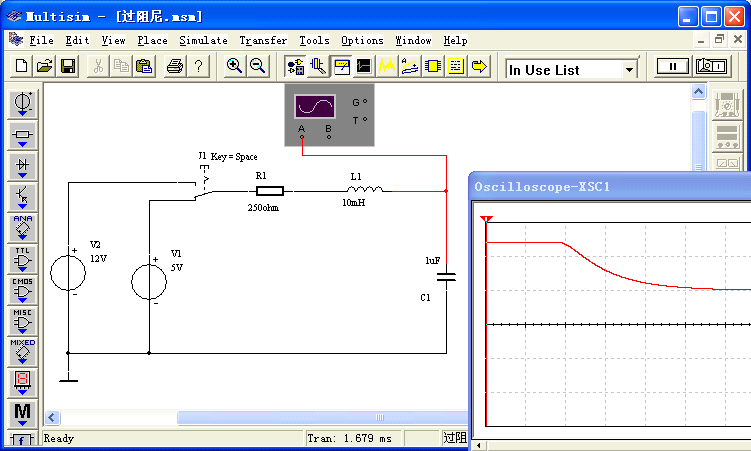 Multisim - [过阻尼.msm]
File Edit View Place Simulate Transfer Tools Options Window Help
In Use List
G
T
A B
J1 Key = Space
R1
250ohm
L1
10mH
V2
12V
V1
5V
1uF
C1
ANA
TTL
CMOS
MISC
MIXED
M
f
Oscilloscope-XSC1
Ready
Tran: 1.679 ms
过阻